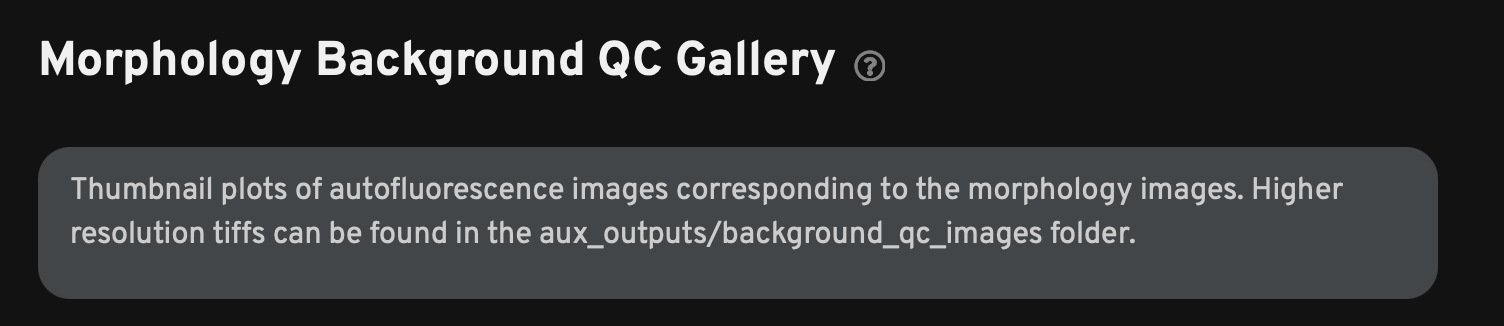 Morphology Background QC Gallery ?
Thumbnail plots of autofluorescence images corresponding to the morphology images. Higher
resolution tiffs can be found in the aux_outputs/background_qc_images folder.